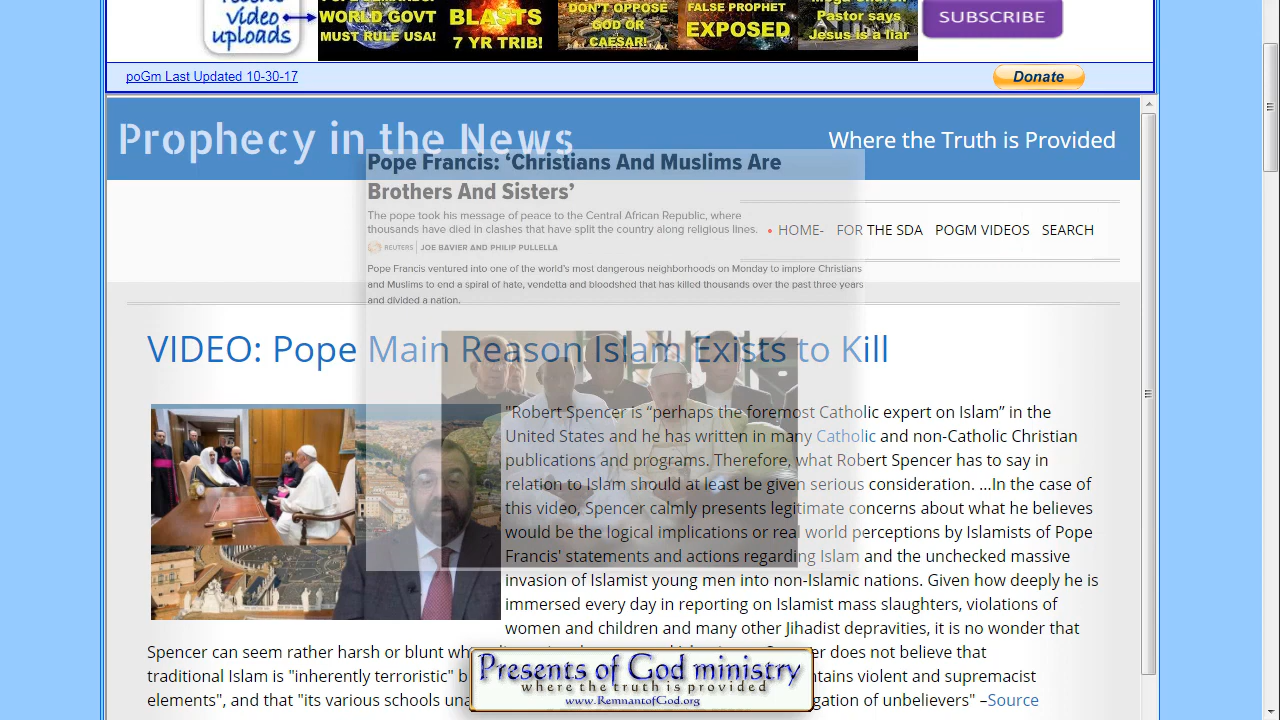 recent
video
uploads
WORLD GOVT
MUST RULE USA!
BLASTS
7 YR TRIB!
DON'T OPPOSE
GOD OR
CAESAR!
FALSE PROPHET
EXPOSED
Mega Church
Pastor says
Jesus is a liar
SUBSCRIBE
poGm Last Updated 10-30-17
Donate
Prophecy in the News
Where the Truth is Provided
Pope Francis: ‘Christians And Muslims Are
Brothers And Sisters’
The pope took his message of peace to the Central African Republic, where
thousands have died in clashes that have split the country along religious lines.
REUTERS | JOE BAVIER AND PHILIP PULLELLA
Pope Francis ventured into one of the world's most dangerous neighborhoods on Monday to implore Christians
and Muslims to end a spiral of hate, vendetta and bloodshed that has killed thousands over the past three years
and divided a nation.
HOME- FOR THE SDA POGM VIDEOS SEARCH
VIDEO: Pope Main Reason Islam Exists to Kill
"Robert Spencer is “perhaps the foremost Catholic expert on Islam” in the
United States and he has written in many Catholic and non-Catholic Christian
publications and programs. Therefore, what Robert Spencer has to say in
relation to Islam should at least be given serious consideration. ...In the case of
this video, Spencer calmly presents legitimate concerns about what he believes
would be the logical implications or real world perceptions by Islamists of Pope
Francis' statements and actions regarding Islam and the unchecked massive
invasion of Islamist young men into non-Islamic nations. Given how deeply he is
immersed every day in reporting on Islamist mass slaughters, violations of
women and children and many other Jihadist depravities, it is no wonder that
Spencer can seem rather harsh or blunt does not believe that
traditional Islam is "inherently terroristic" violent and supremacist
elements", and that "its various schools of unbelievers" –Source
Presents of God ministry
where the truth is provided
www.RemnantofGod.org